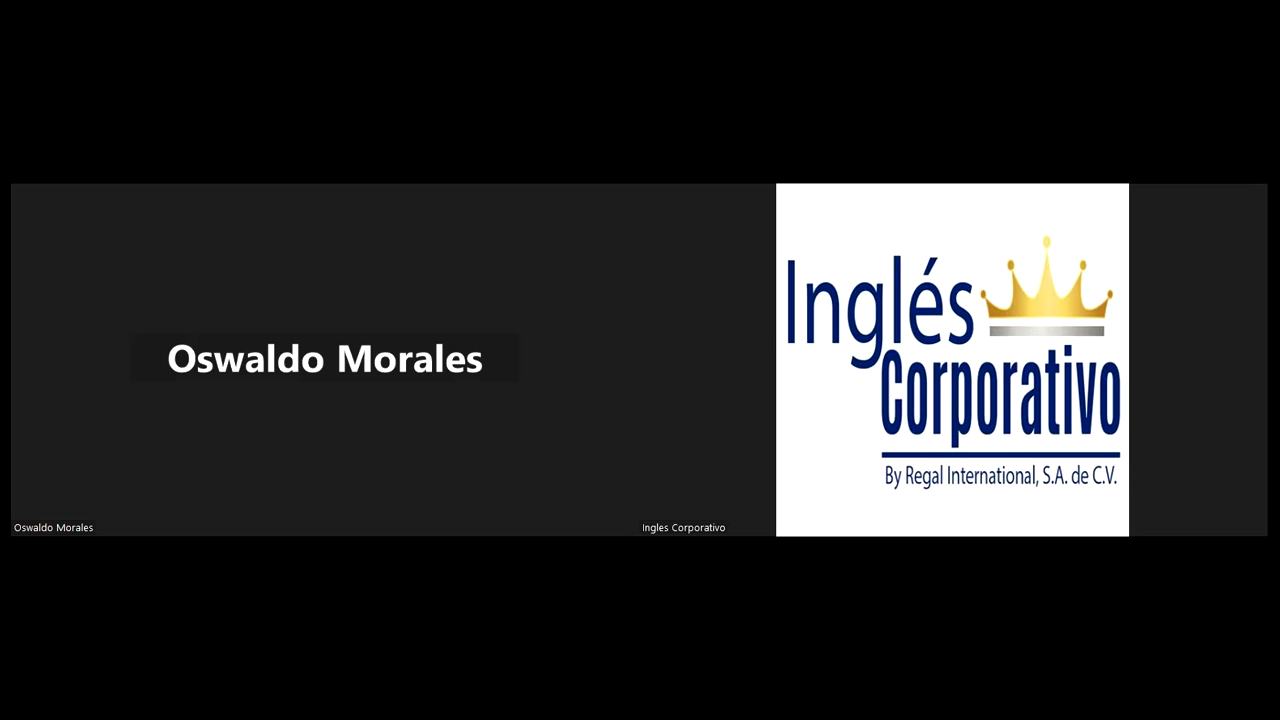 Oswaldo Morales
Oswaldo Morales
Inglés
Corporativo
By Regal International, S.A. de C.V.
Ingles Corporativo